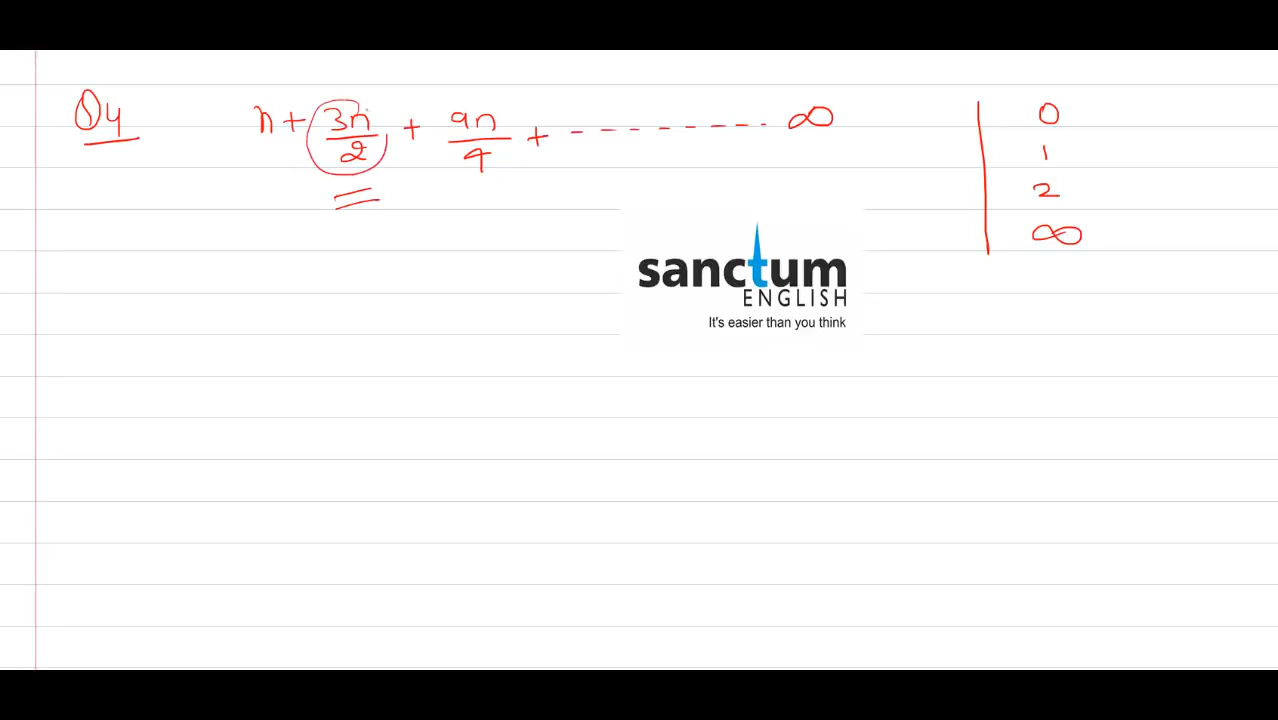 Q4 n + 3n/2 + 9n/4 + --------- ∞
0
1
2
∞
sanctum
ENGLISH
It's easier than you think